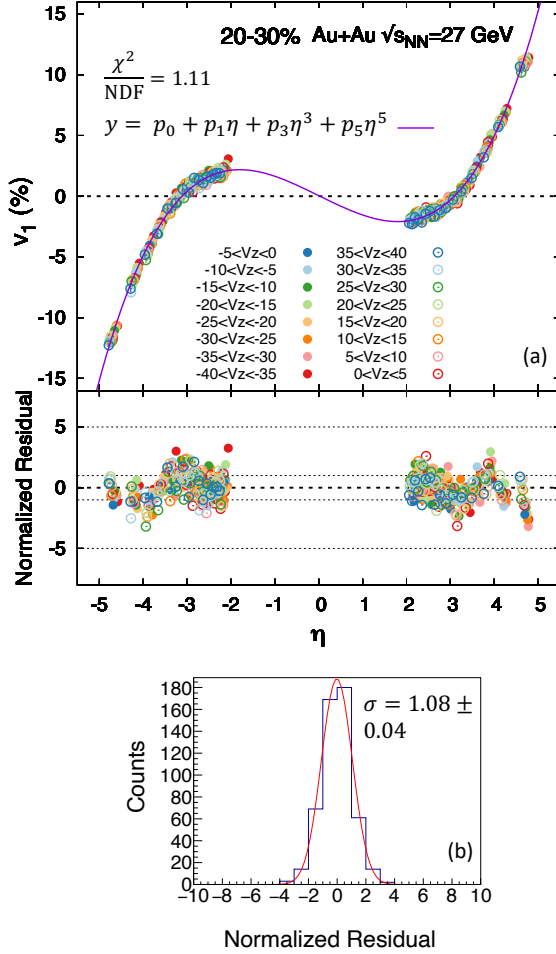 20-30% Au+Au √sNN=27 GeV
χ²/NDF = 1.11
y = p₀ + p₁η + p₃η³ + p₅η⁵
15
10
5
0
-5
-10
-15
v₁ (%)
-5<Vz<0 35<Vz<40
-10<Vz<-5 30<Vz<35
-15<Vz<-10 25<Vz<30
-20<Vz<-15 20<Vz<25
-25<Vz<-20 15<Vz<20
-30<Vz<-25 10<Vz<15
-35<Vz<-30 5<Vz<10
-40<Vz<-35 0<Vz<5
(a)
Normalized Residual
5
0
-5
-5 -4 -3 -2 -1 0 1 2 3 4 5
η
σ = 1.08 ±
0.04
Counts
180
160
140
120
100
80
60
40
20
0
(b)
−10 −8 −6 −4 −2 0 2 4 6 8 10
Normalized Residual